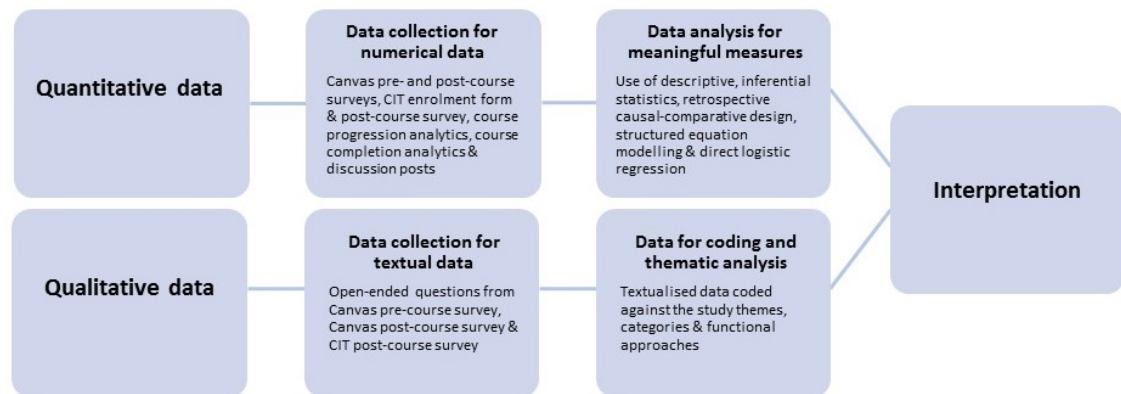 Quantitative data
Data collection for
numerical data
Canvas pre- and post-course
surveys, CIT enrolment form
& post-course survey, course
progression analytics, course
completion analytics &
discussion posts
Data analysis for
meaningful measures
Use of descriptive, inferential
statistics, retrospective
causal-comparative design,
structured equation
modelling & direct logistic
regression
Interpretation
Qualitative data
Data collection for
textual data
Open-ended questions from
Canvas pre-course survey,
Canvas post-course survey &
CIT post-course survey
Data for coding and
thematic analysis
Textualised data coded
against the study themes,
categories & functional
approaches